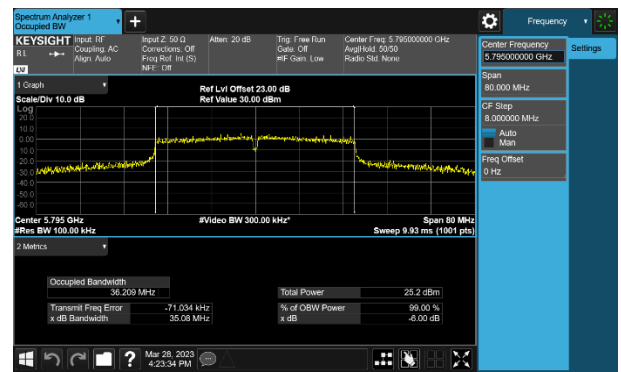 Spectrum Analyzer 1
Occupied BW
Frequency
KEYSIGHT
RL
LXI
Input: RF
Coupling: AC
Align: Auto
Input Z: 50 Ω
Corrections: Off
Freq Ref: Int (S)
NFE: Off
Atten: 20 dB
Trig: Free Run
Gate: Off
#IF Gain: Low
Center Freq: 5.795000000 GHz
Avg|Hold: 50/50
Radio Std: None
1 Graph
Scale/Div 10.0 dB
Ref Lvl Offset 23.00 dB
Ref Value 30.00 dBm
Log
20.0
10.0
0.00
-10.0
-20.0
-30.0
-40.0
-50.0
-60.0
Center 5.795 GHz
#Res BW 100.00 kHz
#Video BW 300.00 kHz*
Span 80 MHz
Sweep 9.93 ms (1001 pts)
2 Metrics
Occupied Bandwidth
36.209 MHz
Total Power 25.2 dBm
Transmit Freq Error -71.034 kHz
% of OBW Power 99.00 %
x dB Bandwidth 35.08 MHz
x dB -6.00 dB
Mar 28, 2023
4:23:34 PM
Center Frequency
5.795000000 GHz
Settings
Span
80.000 MHz
CF Step
8.000000 MHz
Auto
Man
Freq Offset
0 Hz